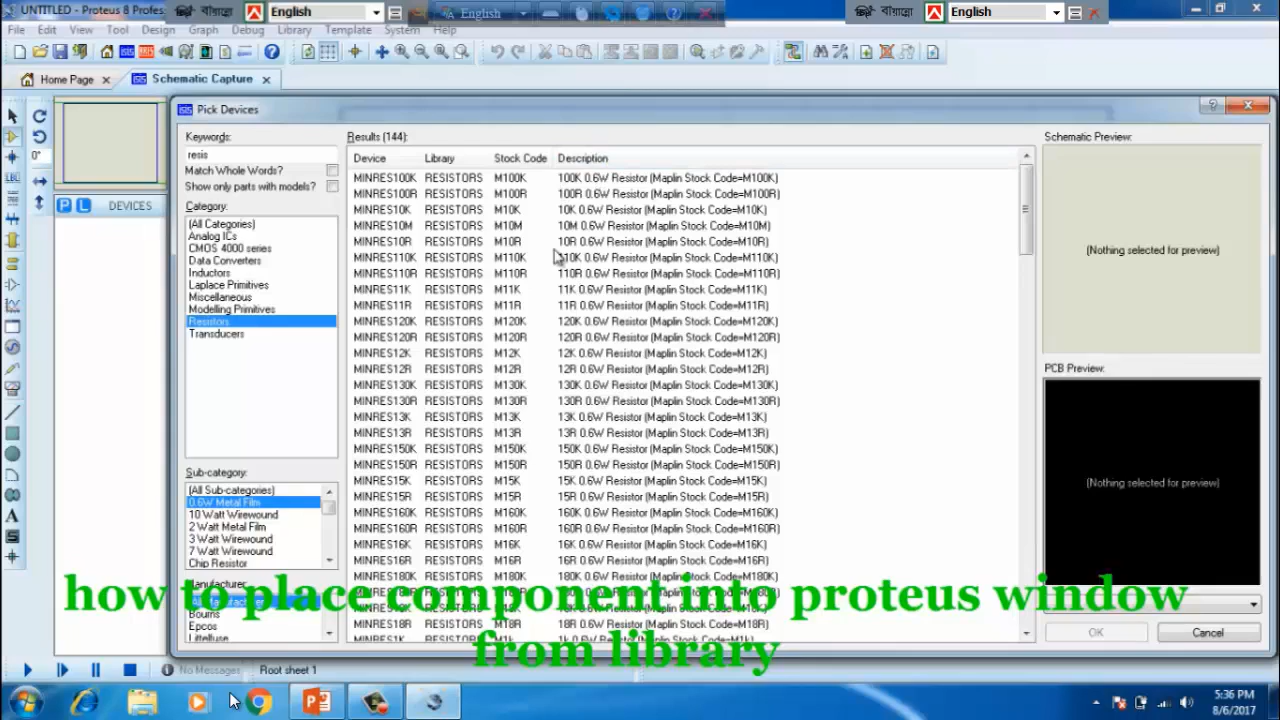 UNTITLED - Proteus 8 Profes
বায়ান্নো English
English
বায়ান্নো English
File Edit View Tool Design Graph Debug Library Template System Help
Home Page Schematic Capture
Pick Devices
Keywords:
resis
Match Whole Words?
Show only parts with models?
Category:
(All Categories)
Analog ICs
CMOS 4000 series
Data Converters
Inductors
Laplace Primitives
Miscellaneous
Modelling Primitives
Resistors
Transducers
Sub-category:
(All Sub-categories)
0.6W Metal Film
10 Watt Wirewound
2 Watt Metal Film
3 Watt Wirewound
7 Watt Wirewound
Chip Resistor
Manufacturer:
Bourns
Epcos
Littelfuse
0°
LBL
P L DEVICES
Results (144):
Device Library Stock Code Description
MINRES100K RESISTORS M100K 100K 0.6W Resistor (Maplin Stock Code=M100K)
MINRES100R RESISTORS M100R 100R 0.6W Resistor (Maplin Stock Code=M100R)
MINRES10K RESISTORS M10K 10K 0.6W Resistor (Maplin Stock Code=M10K)
MINRES10M RESISTORS M10M 10M 0.6W Resistor (Maplin Stock Code=M10M)
MINRES10R RESISTORS M10R 10R 0.6W Resistor (Maplin Stock Code=M10R)
MINRES110K RESISTORS M110K 110K 0.6W Resistor (Maplin Stock Code=M110K)
MINRES110R RESISTORS M110R 110R 0.6W Resistor (Maplin Stock Code=M110R)
MINRES11K RESISTORS M11K 11K 0.6W Resistor (Maplin Stock Code=M11K)
MINRES11R RESISTORS M11R 11R 0.6W Resistor (Maplin Stock Code=M11R)
MINRES120K RESISTORS M120K 120K 0.6W Resistor (Maplin Stock Code=M120K)
MINRES120R RESISTORS M120R 120R 0.6W Resistor (Maplin Stock Code=M120R)
MINRES12K RESISTORS M12K 12K 0.6W Resistor (Maplin Stock Code=M12K)
MINRES12R RESISTORS M12R 12R 0.6W Resistor (Maplin Stock Code=M12R)
MINRES130K RESISTORS M130K 130K 0.6W Resistor (Maplin Stock Code=M130K)
MINRES130R RESISTORS M130R 130R 0.6W Resistor (Maplin Stock Code=M130R)
MINRES13K RESISTORS M13K 13K 0.6W Resistor (Maplin Stock Code=M13K)
MINRES13R RESISTORS M13R 13R 0.6W Resistor (Maplin Stock Code=M13R)
MINRES150K RESISTORS M150K 150K 0.6W Resistor (Maplin Stock Code=M150K)
MINRES150R RESISTORS M150R 150R 0.6W Resistor (Maplin Stock Code=M150R)
MINRES15K RESISTORS M15K 15K 0.6W Resistor (Maplin Stock Code=M15K)
MINRES15R RESISTORS M15R 15R 0.6W Resistor (Maplin Stock Code=M15R)
MINRES160K RESISTORS M160K 160K 0.6W Resistor (Maplin Stock Code=M160K)
MINRES160R RESISTORS M160R 160R 0.6W Resistor (Maplin Stock Code=M160R)
MINRES16K RESISTORS M16K 16K 0.6W Resistor (Maplin Stock Code=M16K)
MINRES16R RESISTORS M16R 16R 0.6W Resistor (Maplin Stock Code=M16R)
MINRES180K RESISTORS M180K 180K 0.6W Resistor (Maplin Stock Code=M180K)
MINRES18K RESISTORS M18K
MINRES18R RESISTORS M18R 18R 0.6W Resistor (Maplin Stock Code=M18R)
MINRES1K RESISTORS M1K 1k 0.6W Resistor (Maplin Stock Code=M1K)
Schematic Preview:
(Nothing selected for preview)
PCB Preview:
(Nothing selected for preview)
OK Cancel
how to place component into proteus window
from library
No Messages Root sheet 1
5:36 PM
8/6/2017